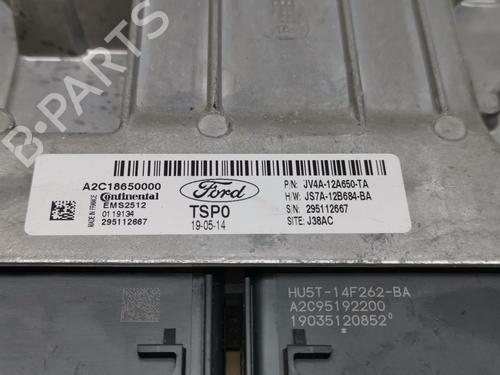 B-PARTS
A2C18650000
Continental
MADE IN FRANCE
EMS2512
0119134
295112667
Ford
TSP0
19-05-14
P/N: JV4A-12A650-TA
H/W: JS7A-12B684-BA
S/N: 295112667
SITE: J38AC
HU5T-14F262-BA
A2C95192200
19035120852
*